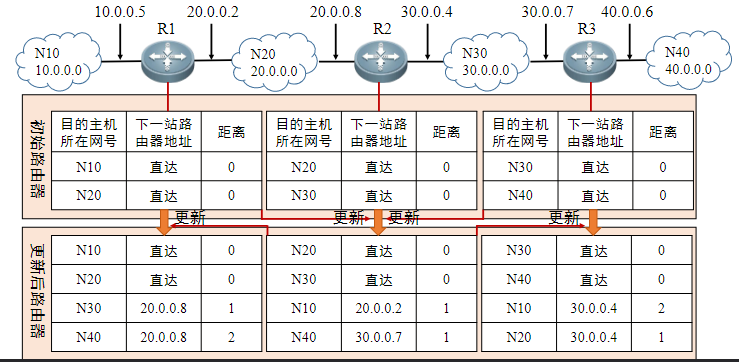 10.0.0.5 20.0.0.2 20.0.0.8 30.0.0.4 30.0.0.7 40.0.0.6
R1 R2 R3
N10 N20 N30 N40
10.0.0.0 20.0.0.0 30.0.0.0 40.0.0.0
初始路由器
目的主机所在网号 下一站路由器地址 距离 目的主机所在网号 下一站路由器地址 距离 目的主机所在网号 下一站路由器地址 距离
N10 直达 0 N20 直达 0 N30 直达 0
N20 直达 0 N30 直达 0 N40 直达 0
更新 更新 更新 更新
更新后路由器
N10 直达 0 N20 直达 0 N30 直达 0
N20 直达 0 N30 直达 0 N40 直达 0
N30 20.0.0.8 1 N10 20.0.0.2 1 N10 30.0.0.4 2
N40 20.0.0.8 2 N40 30.0.0.7 1 N20 30.0.0.4 1